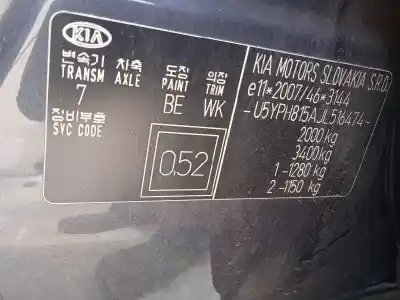 KIA
변속기 차축 도장 의장
TRANSM AXLE PAINT TRIM
7 BE WK
정비부호
SVC CODE
0.52
KIA MOTORS SLOVAKIA S.R.O.
e11*2007/46*3144
-U5YPH815AJL516474-
2000 kg
3400 kg
1-1280 kg
2-1150 kg